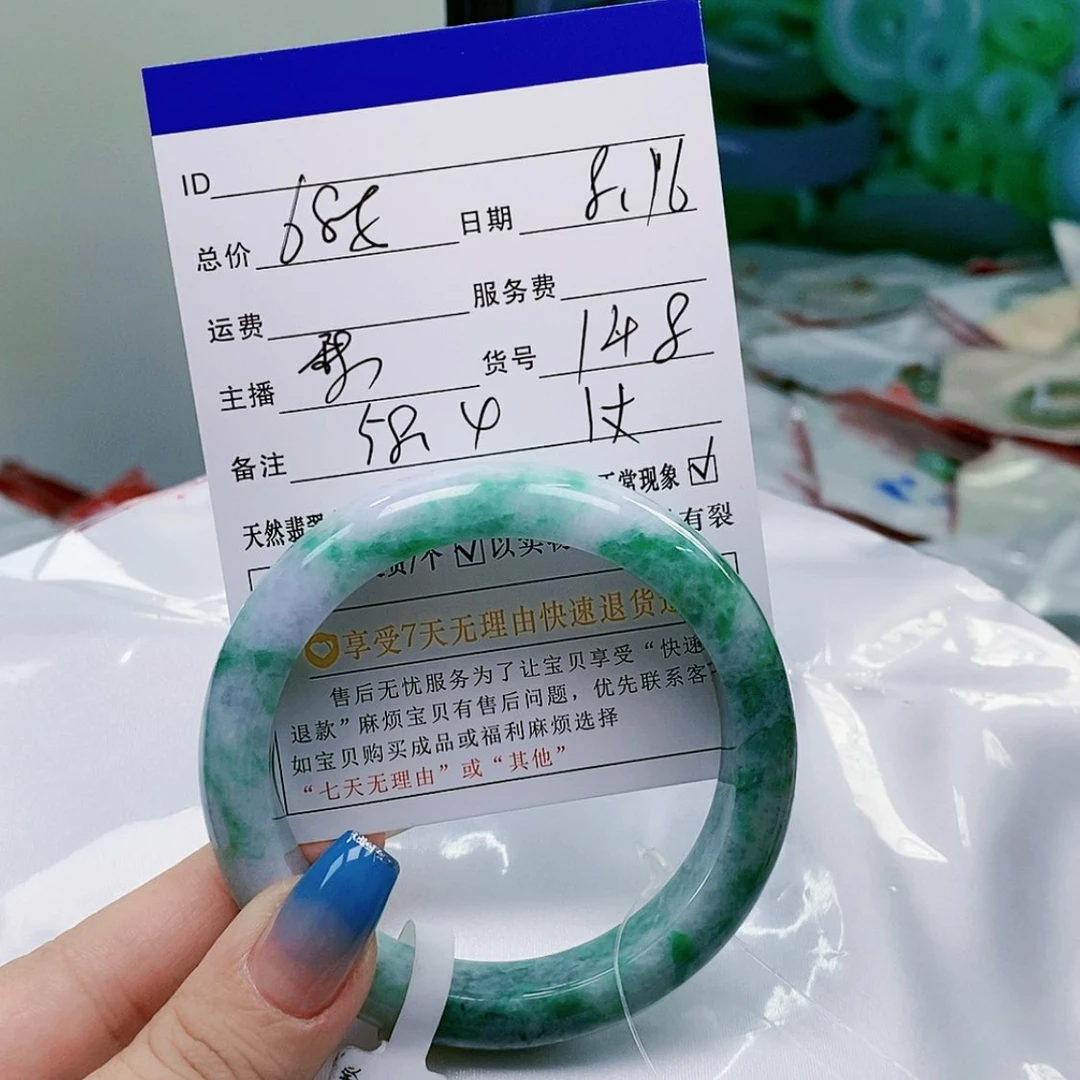 ID
总价 日期 8.16
运费 服务费
主播 货号 148
备注 58.4
天然翡翠 正常现象 ☑
有裂
/个 ☑ 以实
享受7天无理由快速退货
售后无忧服务为了让宝贝享受“快速
退款”麻烦宝贝有售后问题，优先联系客
如宝贝购买成品或福利麻烦选择
“七天无理由”或“其他”